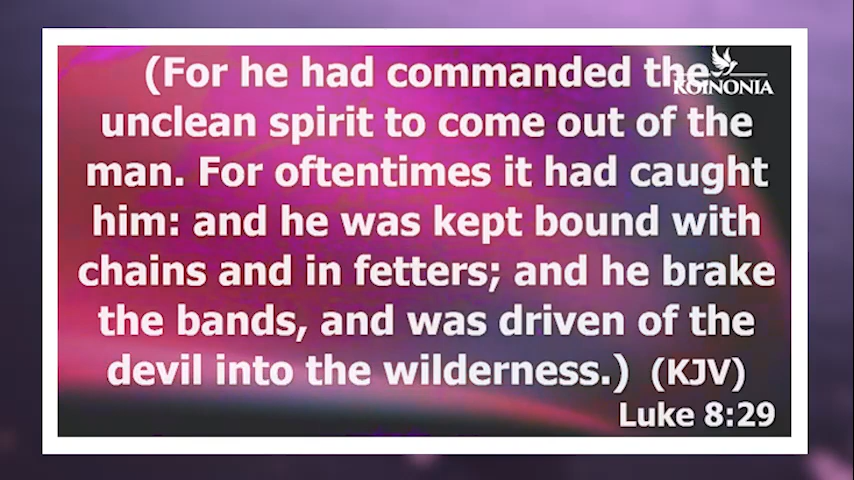 (For he had commanded the
KOINONIA
unclean spirit to come out of the
man. For oftentimes it had caught
him: and he was kept bound with
chains and in fetters; and he brake
the bands, and was driven of the
devil into the wilderness.) (KJV)
Luke 8:29